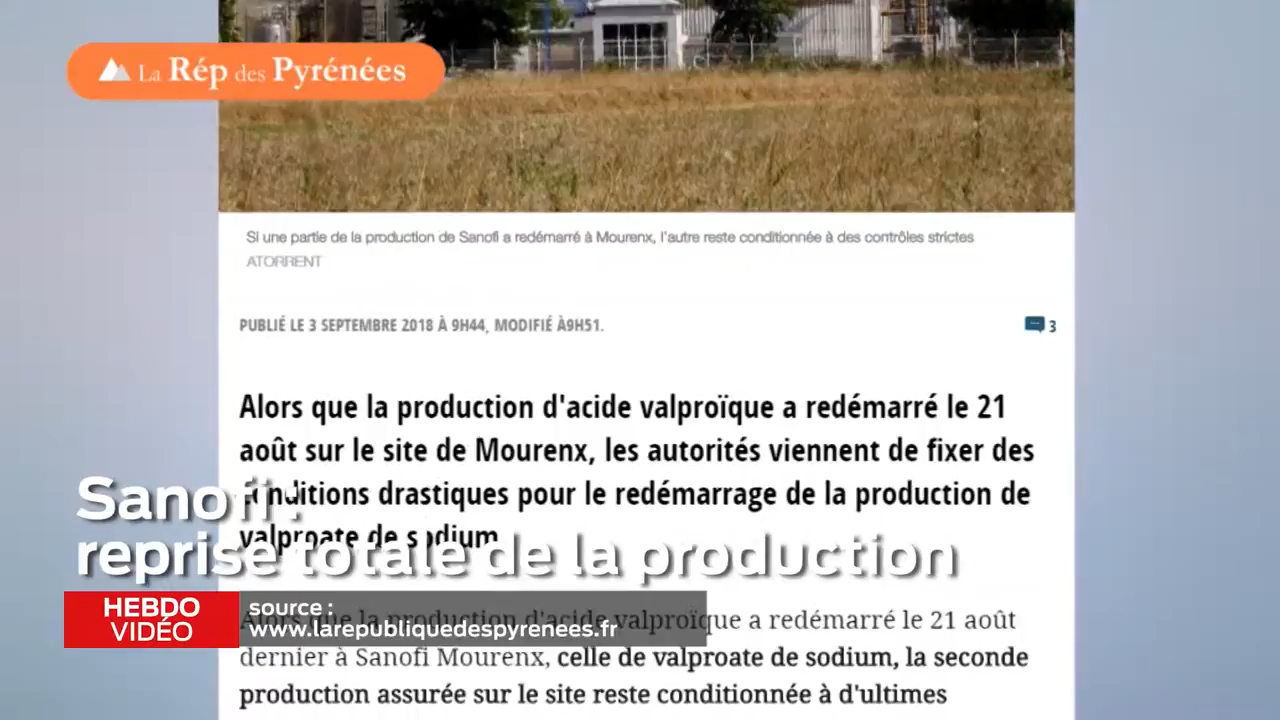 La Rép des Pyrénées
Si une partie de la production de Sanofi a redémarré à Mourenx, l'autre reste conditionnée à des contrôles strictes
ATORRENT
PUBLIÉ LE 3 SEPTEMBRE 2018 À 9H44, MODIFIÉ À9H51.
3
Alors que la production d'acide valproïque a redémarré le 21
août sur le site de Mourenx, les autorités viennent de fixer des
conditions drastiques pour le redémarrage de la production de
valproate de sodium
Sanofi :
reprise totale de la production
HEBDO
VIDÉO
source :
www.larepubliquedespyrenees.fr
Alors que la production d'acide valproïque a redémarré le 21 août
dernier à Sanofi Mourenx, celle de valproate de sodium, la seconde
production assurée sur le site reste conditionnée à d'ultimes